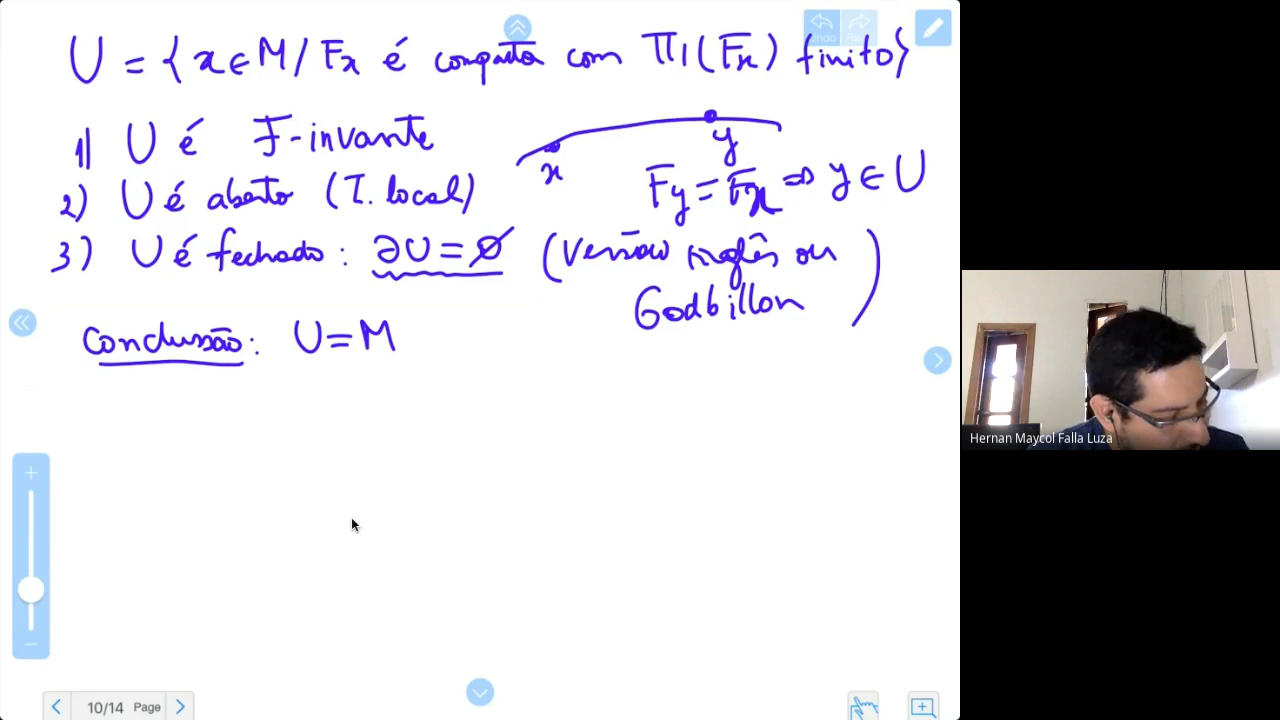 U = { x ∈ M / Fx é compacta com π1(Fx) finito}
1) U é F-invante
x
y
Fy = Fx ⇒ y ∈ U
2) U é aberto (T. local)
3) U é fechado : ∂U = ∅ (versão inglês ou
Godbillon )
Conclusão: U = M
Hernan Maycol Falla Luza
10/14 Page